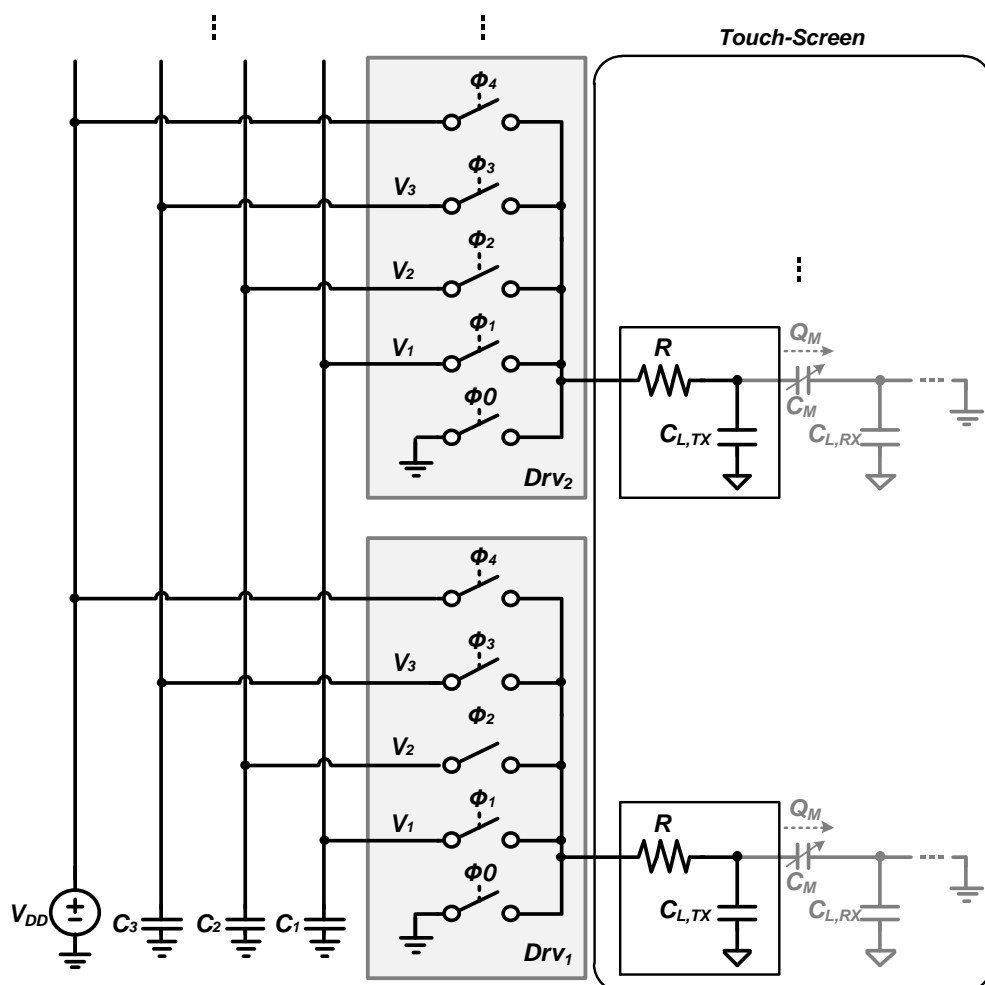 Touch-Screen
Φ4
Φ3
V3
Φ2
V2
Φ1
V1
Φ0
Drv2
R
QM
CM
CL,TX
CL,RX
Φ4
Φ3
V3
Φ2
V2
Φ1
V1
Φ0
Drv1
R
QM
CM
CL,TX
CL,RX
VDD
C3
C2
C1